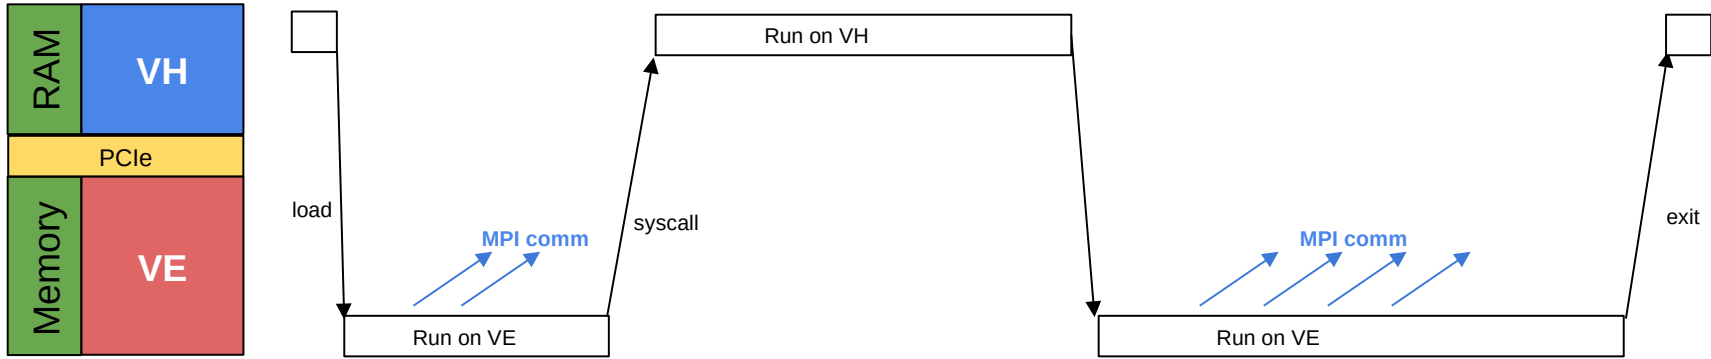 RAM
VH
PCIe
Memory
VE
load
Run on VE
MPI comm
syscall
Run on VH
MPI comm
Run on VE
exit